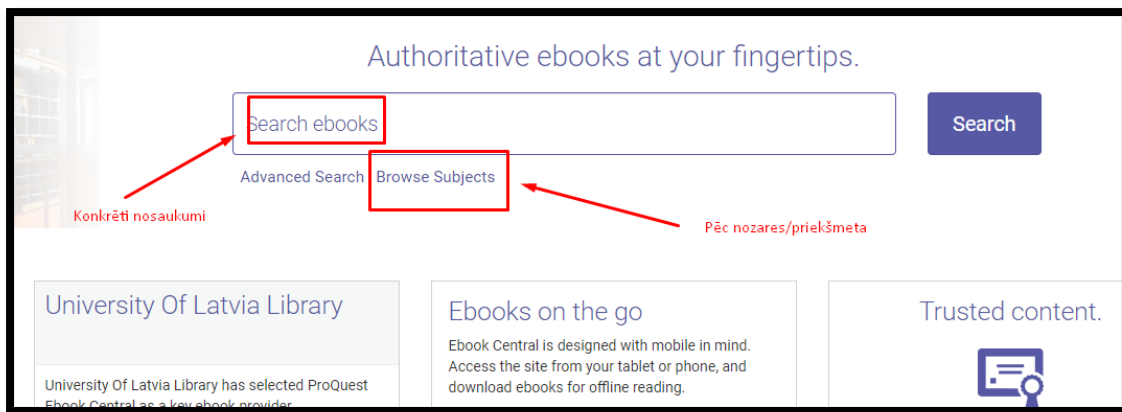 Authoritative ebooks at your fingertips.
Search ebooks
Search
Advanced Search
Browse Subjects
Konkrēti nosaukumi
Pēc nozares/priekšmeta
University Of Latvia Library
University Of Latvia Library has selected ProQuest
Ebook Central as a key ebook provider
Ebooks on the go
Ebook Central is designed with mobile in mind.
Access the site from your tablet or phone, and
download ebooks for offline reading.
Trusted content.